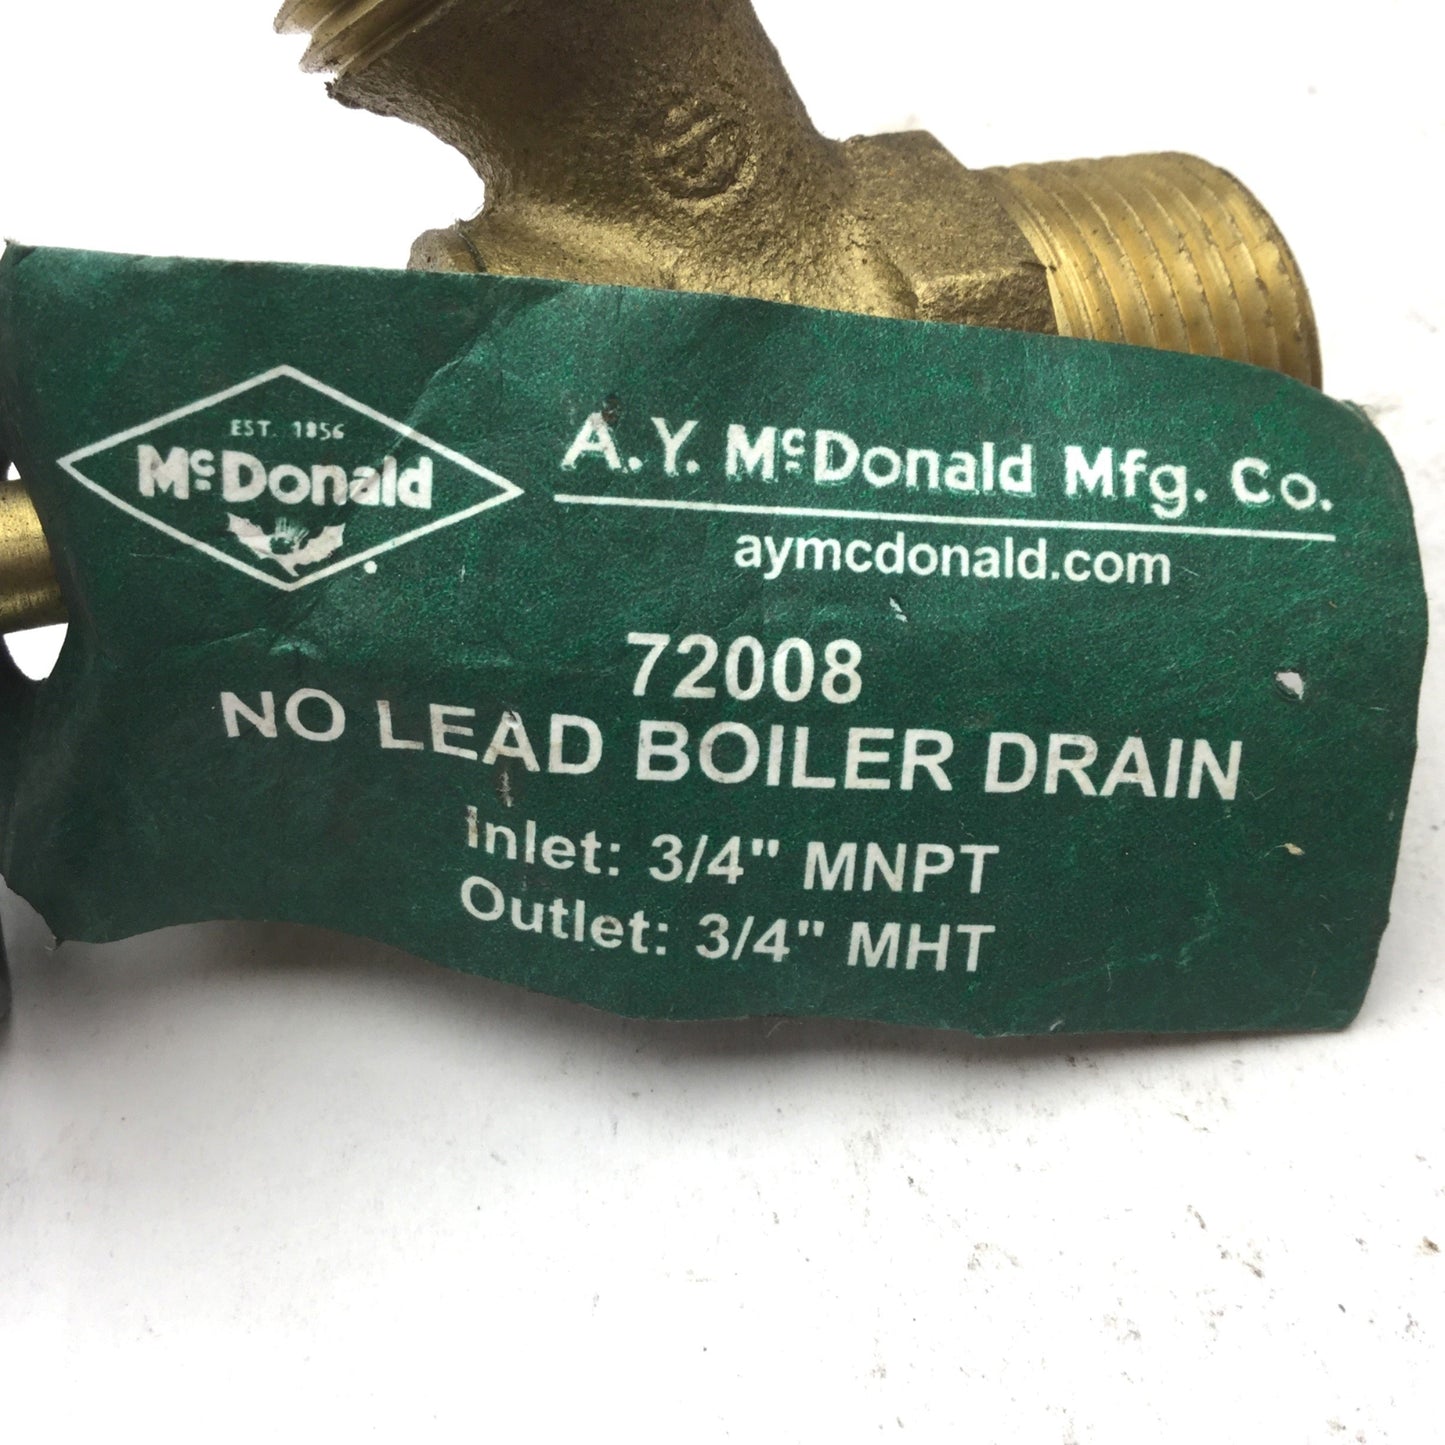 EST. 1856
McDonald
A.Y. McDonald Mfg. Co.
aymcdonald.com
72008
NO LEAD BOILER DRAIN
Inlet: 3/4" MNPT
Outlet: 3/4" MHT